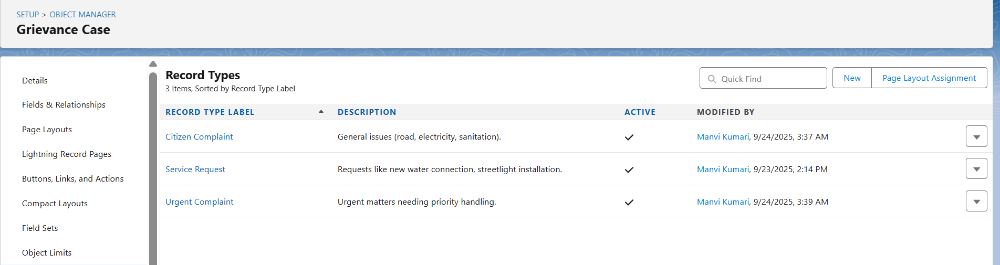 SETUP > OBJECT MANAGER
Grievance Case
Details
Fields & Relationships
Page Layouts
Lightning Record Pages
Buttons, Links, and Actions
Compact Layouts
Field Sets
Object Limits
Record Types
3 Items, Sorted by Record Type Label
Quick Find
New
Page Layout Assignment
RECORD TYPE LABEL DESCRIPTION ACTIVE MODIFIED BY
Citizen Complaint General issues (road, electricity, sanitation). Manvi Kumari, 9/24/2025, 3:37 AM
Service Request Requests like new water connection, streetlight installation. Manvi Kumari, 9/23/2025, 2:14 PM
Urgent Complaint Urgent matters needing priority handling. Manvi Kumari, 9/24/2025, 3:39 AM